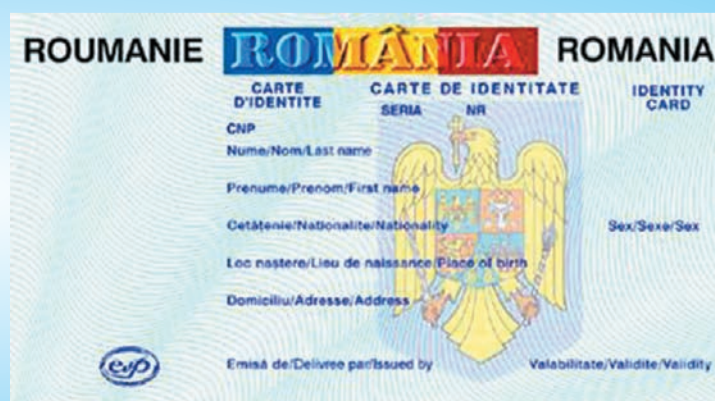 ROUMANIE ROMÂNIA ROMANIA
CARTE D'IDENTITE
CARTE DE IDENTITATE
IDENTITY CARD
SERIA NR
CNP
Nume/Nom/Last name
Prenume/Prenom/First name
Cetăţenie/Nationalite/Nationality
Sex/Sexe/Sex
Loc naştere/Lieu de naissance/Place of birth
Domiciliu/Adresse/Address
Emisă de/Delivree par/Issued by
Valabilitate/Validite/Validity